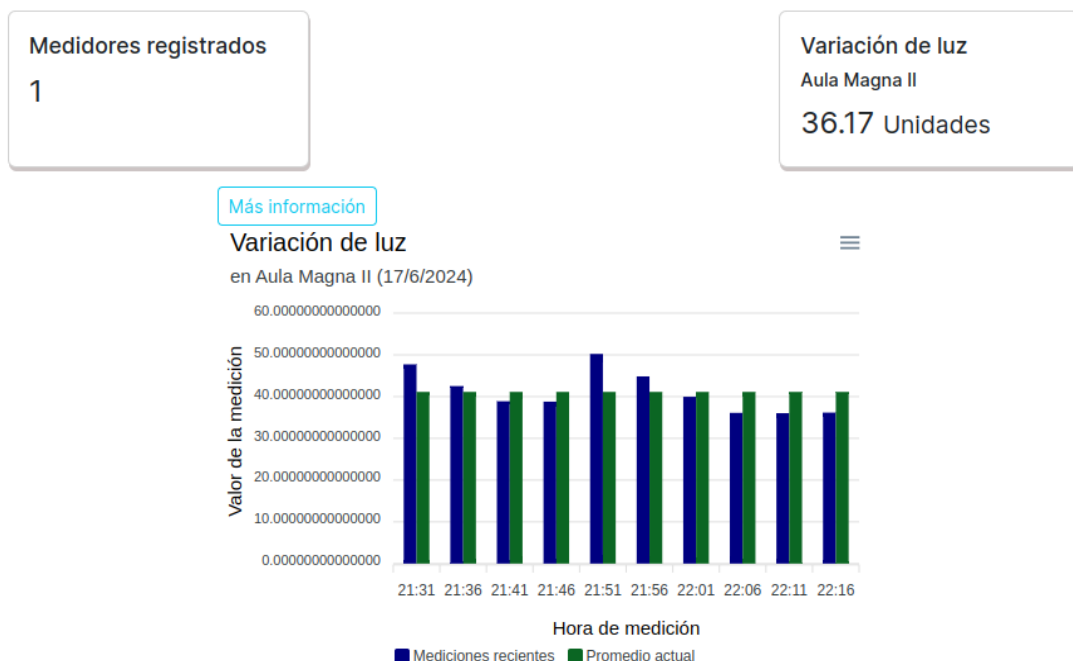 Medidores registrados
1
Variación de luz
Aula Magna II
36.17 Unidades
Más información
Variación de luz
en Aula Magna II (17/6/2024)
60.00000000000000
50.00000000000000
40.00000000000000
30.00000000000000
20.00000000000000
10.00000000000000
0.00000000000000
Valor de la medición
21:31 21:36 21:41 21:46 21:51 21:56 22:01 22:06 22:11 22:16
Hora de medición
Mediciones recientes Promedio actual